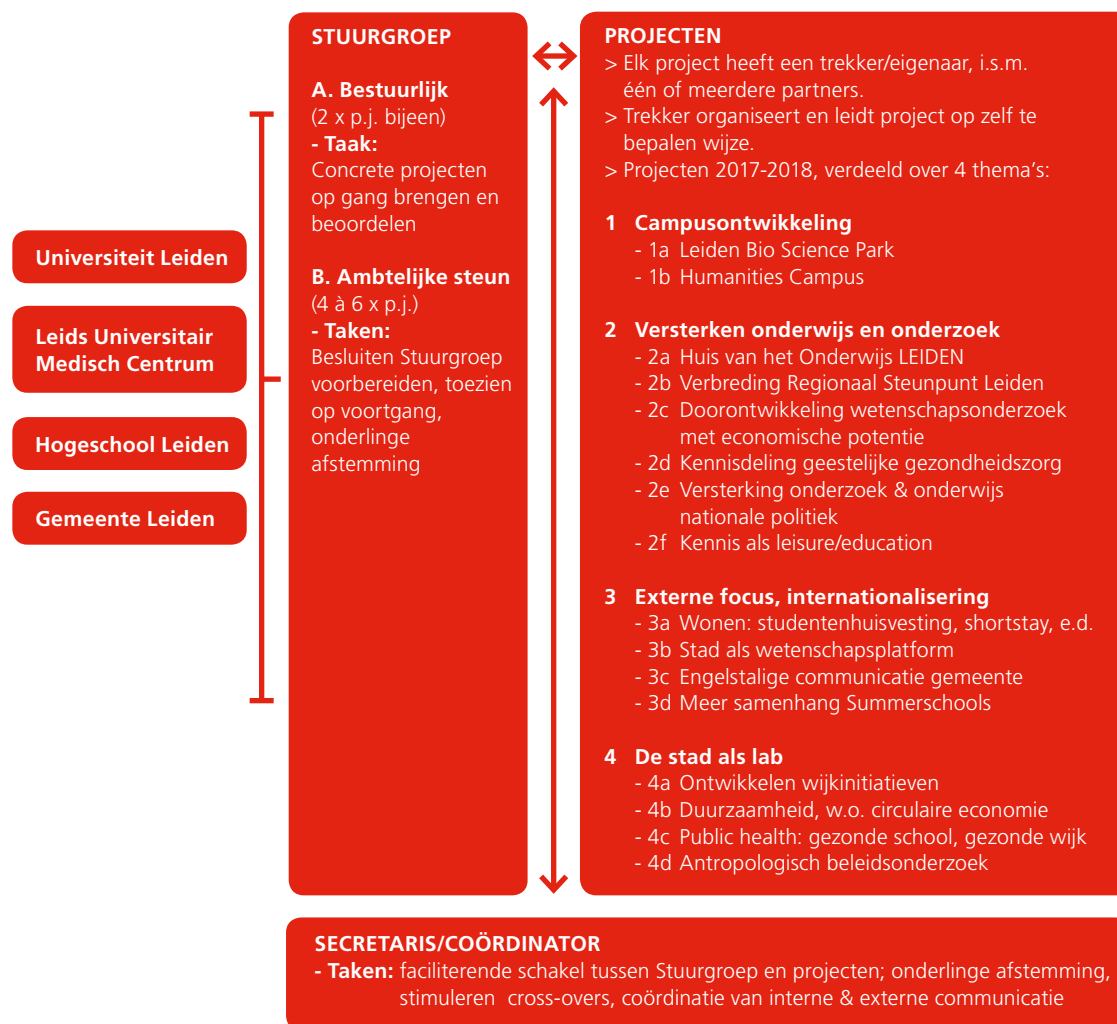 Universiteit Leiden
Leids Universitair
Medisch Centrum
Hogeschool Leiden
Gemeente Leiden
STUURGROEP
A. Bestuurlijk
(2 x p.j. bijeen)
- Taak:
Concrete projecten
op gang brengen en
beoordelen
B. Ambtelijke steun
(4 à 6 x p.j.)
- Taken:
Besluiten Stuurgroep
voorbereiden, toezien
op voortgang,
onderlinge
afstemming
PROJECTEN
> Elk project heeft een trekker/eigenaar, i.s.m.
één of meerdere partners.
> Trekker organiseert en leidt project op zelf te
bepalen wijze.
> Projecten 2017-2018, verdeeld over 4 thema's:
1 Campusontwikkeling
- 1a Leiden Bio Science Park
- 1b Humanities Campus
2 Versterken onderwijs en onderzoek
- 2a Huis van het Onderwijs LEIDEN
- 2b Verbreding Regionaal Steunpunt Leiden
- 2c Doorontwikkeling wetenschapsonderzoek
met economische potentie
- 2d Kennisdeling geestelijke gezondheidszorg
- 2e Versterking onderzoek & onderwijs
nationale politiek
- 2f Kennis als leisure/education
3 Externe focus, internationalisering
- 3a Wonen: studentenhuisvesting, shortstay, e.d.
- 3b Stad als wetenschapsplatform
- 3c Engelstalige communicatie gemeente
- 3d Meer samenhang Summerschools
4 De stad als lab
- 4a Ontwikkelen wijkinitiatieven
- 4b Duurzaamheid, w.o. circulaire economie
- 4c Public health: gezonde school, gezonde wijk
- 4d Antropologisch beleidsonderzoek
SECRETARIS/COÖRDINATOR
- Taken: faciliterende schakel tussen Stuurgroep en projecten; onderlinge afstemming,
stimuleren cross-overs, coördinatie van interne & externe communicatie